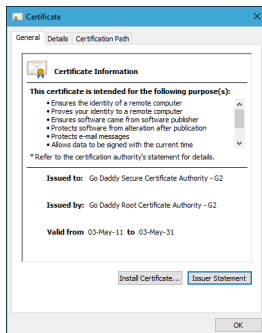 Certificate
General Details Certification Path
Certificate Information
This certificate is intended for the following purpose(s):
• Ensures the identity of a remote computer
• Proves your identity to a remote computer
• Ensures software came from software publisher
• Protects software from alteration after publication
• Protects e-mail messages
• Allows data to be signed with the current time
* Refer to the certification authority's statement for details.
Issued to: Go Daddy Secure Certificate Authority - G2
Issued by: Go Daddy Root Certificate Authority - G2
Valid from 03-May-11 to 03-May-31
Install Certificate... Issuer Statement
OK